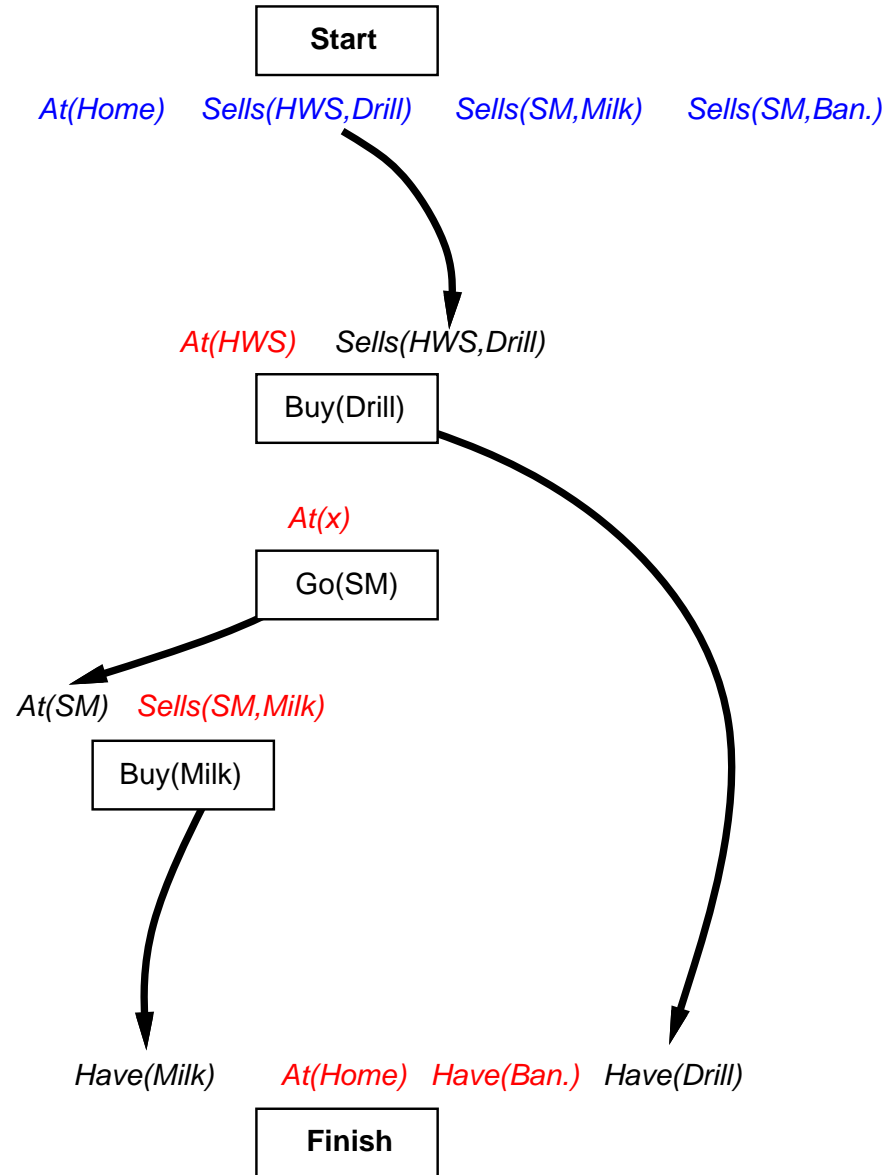 Start
At(Home) Sells(HWS,Drill) Sells(SM,Milk) Sells(SM,Ban.)
At(HWS) Sells(HWS,Drill)
Buy(Drill)
At(x)
Go(SM)
At(SM) Sells(SM,Milk)
Buy(Milk)
Have(Milk) At(Home) Have(Ban.) Have(Drill)
Finish